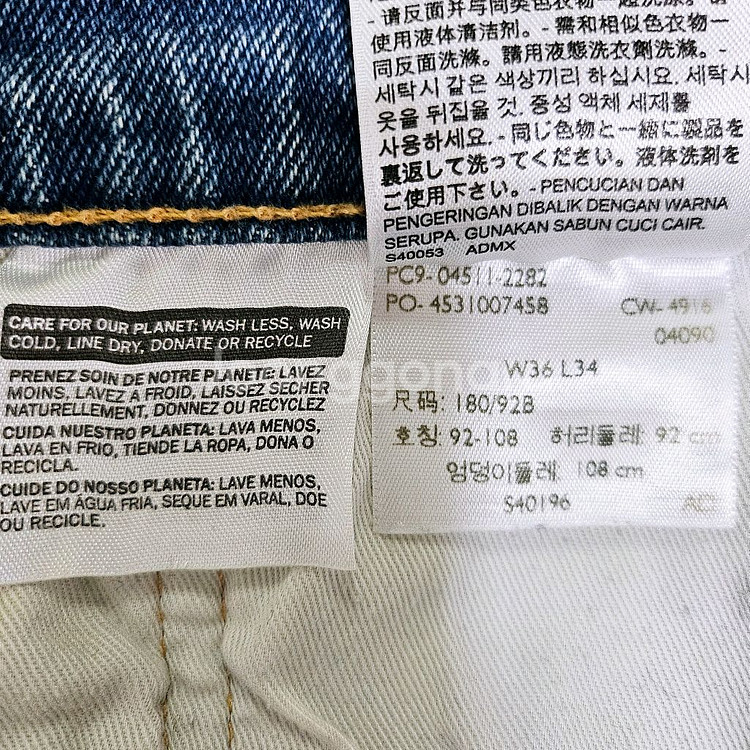 - 请反面并与同类色衣物一起洗涤。请
使用液体清洁剂。- 需和相似色衣物一
同反面洗滌。請用液態洗衣劑洗滌。-
세탁시 같은 색상끼리 하십시요. 세탁시
옷을 뒤집을 것. 중성 액체 세제를
사용하세요. - 同じ色物と一緒に製品を
裏返して洗ってください。液体洗剤を
ご使用下さい。- PENCUCIAN DAN
PENGERINGAN DIBALIK DENGAN WARNA
SERUPA. GUNAKAN SABUN CUCI CAIR.
S40053 ADMX
PC9- 04511-2282
PO- 4531007458 CW- 4916
04090
W36 L34
尺码: 180/92B
호칭: 92-108 허리둘레: 92 cm
엉덩이둘레: 108 cm
S40196 AD
CARE FOR OUR PLANET: WASH LESS, WASH
COLD, LINE DRY, DONATE OR RECYCLE
PRENEZ SOIN DE NOTRE PLANETE: LAVEZ
MOINS, LAVEZ A FROID, LAISSEZ SECHER
NATURELLEMENT, DONNEZ OU RECYCLEZ
CUIDA NUESTRO PLANETA: LAVA MENOS,
LAVA EN FRIO, TIENDE LA ROPA, DONA O
RECICLA.
CUIDE DO NOSSO PLANETA: LAVE MENOS,
LAVE EM ÁGUA FRIA, SEQUE EM VARAL, DOE
OU RECICLE.